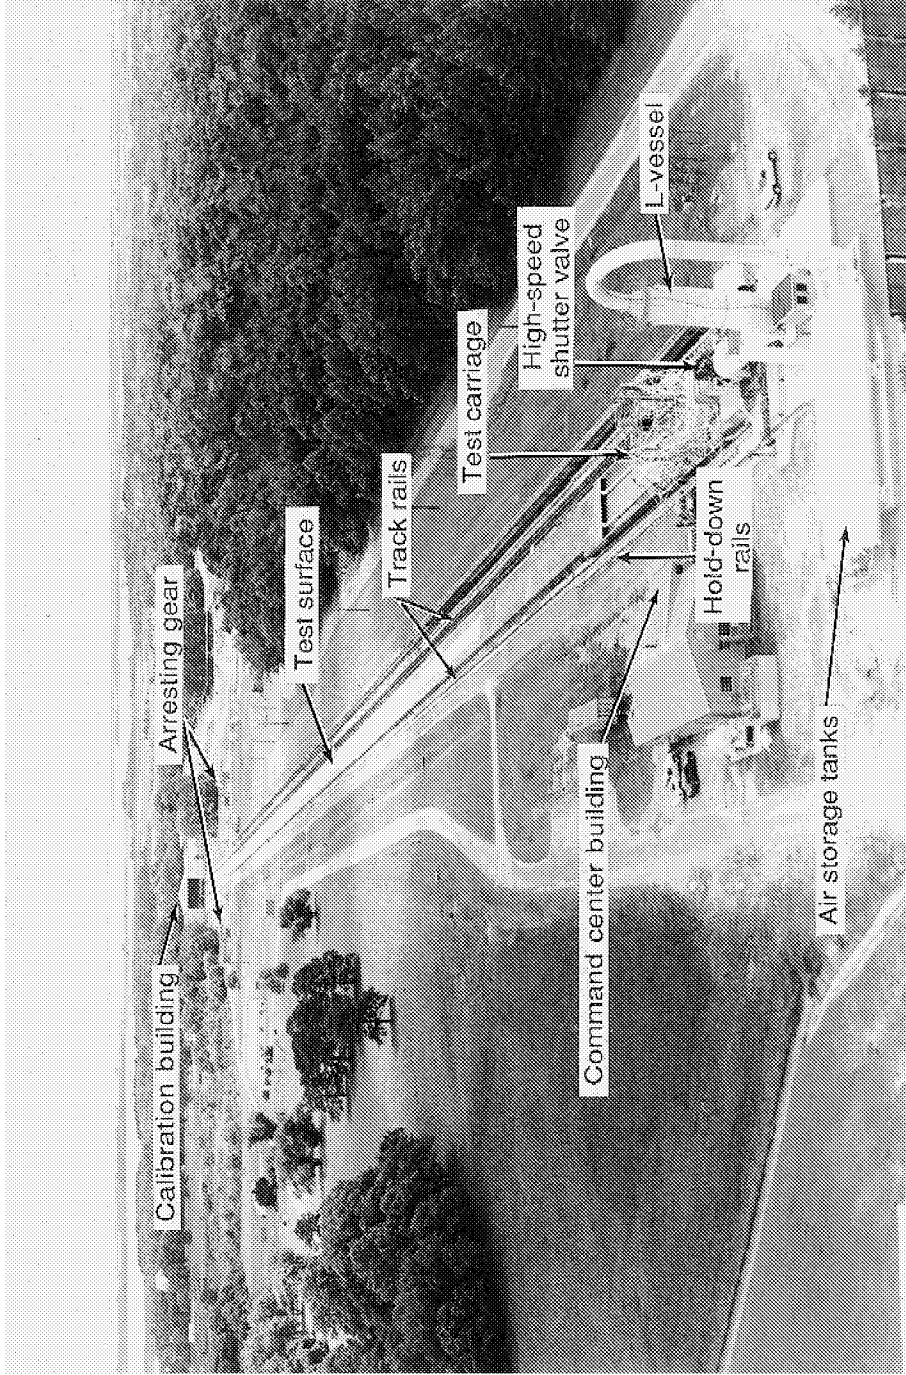 Calibration building
Arresting gear
Test surface
Track rails
Test carriage
High-speed
shutter valve
L-vessel
Hold-down
rails
Command center building
Air storage tanks